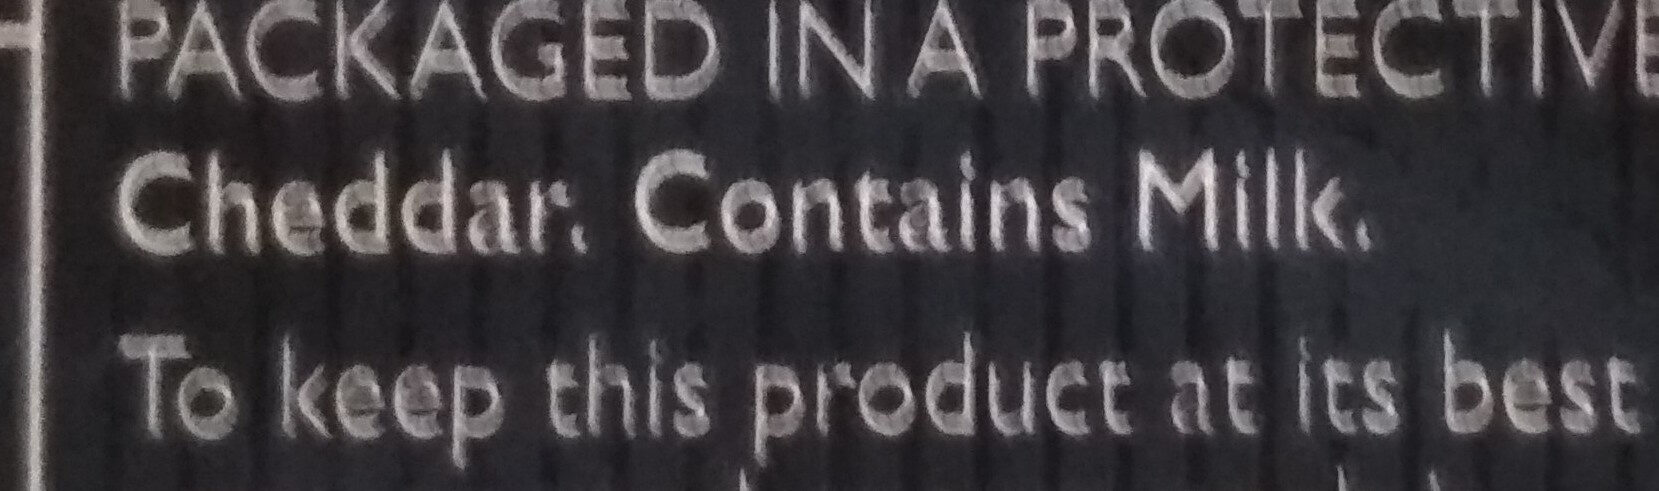 PACKAGED IN A PROTECTIVE
Cheddar. Contains Milk.
To keep this product at its best